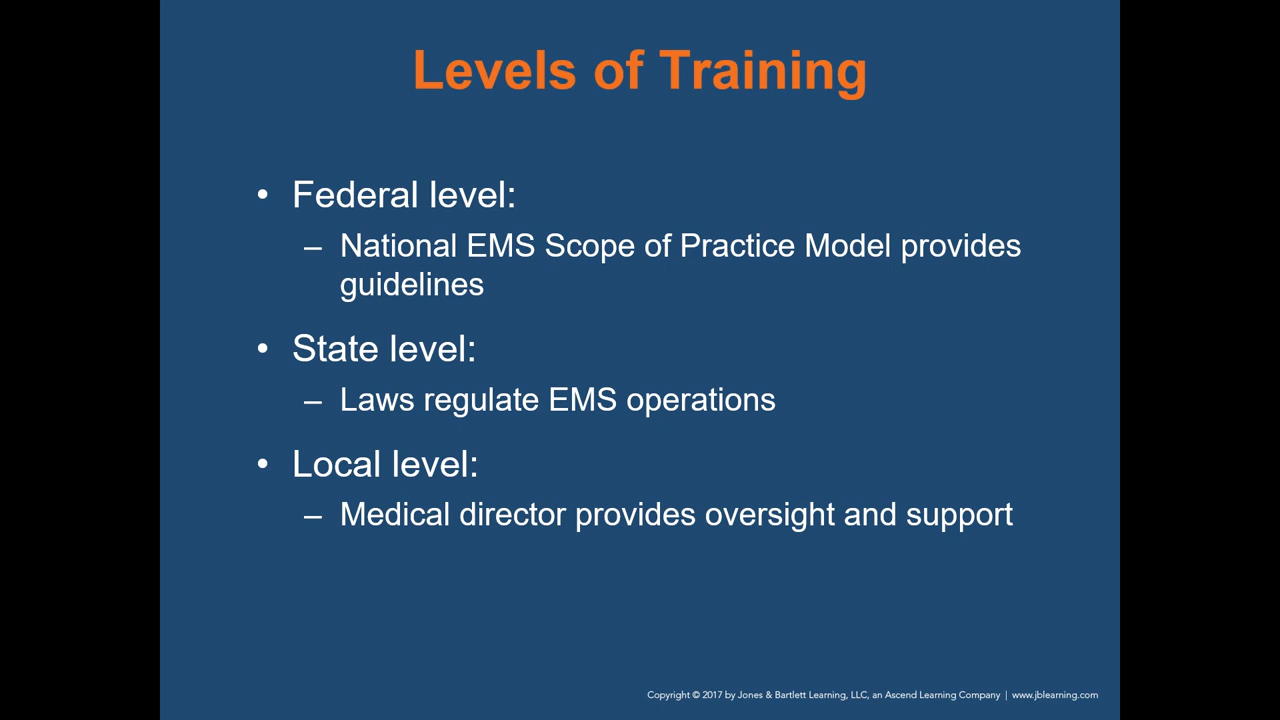 Levels of Training
• Federal level:
– National EMS Scope of Practice Model provides
guidelines
• State level:
– Laws regulate EMS operations
• Local level:
– Medical director provides oversight and support
Copyright © 2017 by Jones & Bartlett Learning, LLC, an Ascend Learning Company | www.jblearning.com